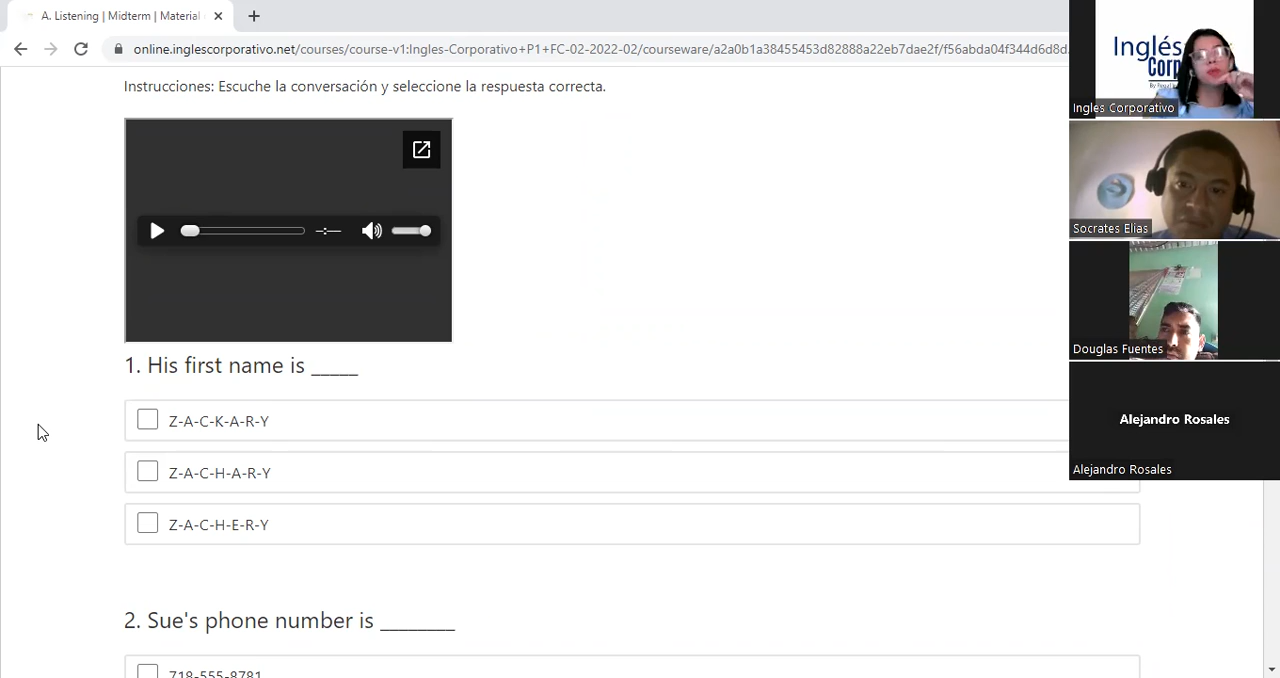 A. Listening | Midterm | Material
online.inglescorporativo.net/courses/course-v1:Ingles-Corporativo+P1+FC-02-2022-02/courseware/a2a0b1a38455453d82888a22eb7dae2f/f56abda04f344d6d8d
Instrucciones: Escuche la conversación y seleccione la respuesta correcta.
1. His first name is _____
Z-A-C-K-A-R-Y
Z-A-C-H-A-R-Y
Z-A-C-H-E-R-Y
2. Sue's phone number is ________
718-555-8781
Inglés
Corp
Ingles Corporativo
Socrates Elias
Douglas Fuentes
Alejandro Rosales
Alejandro Rosales